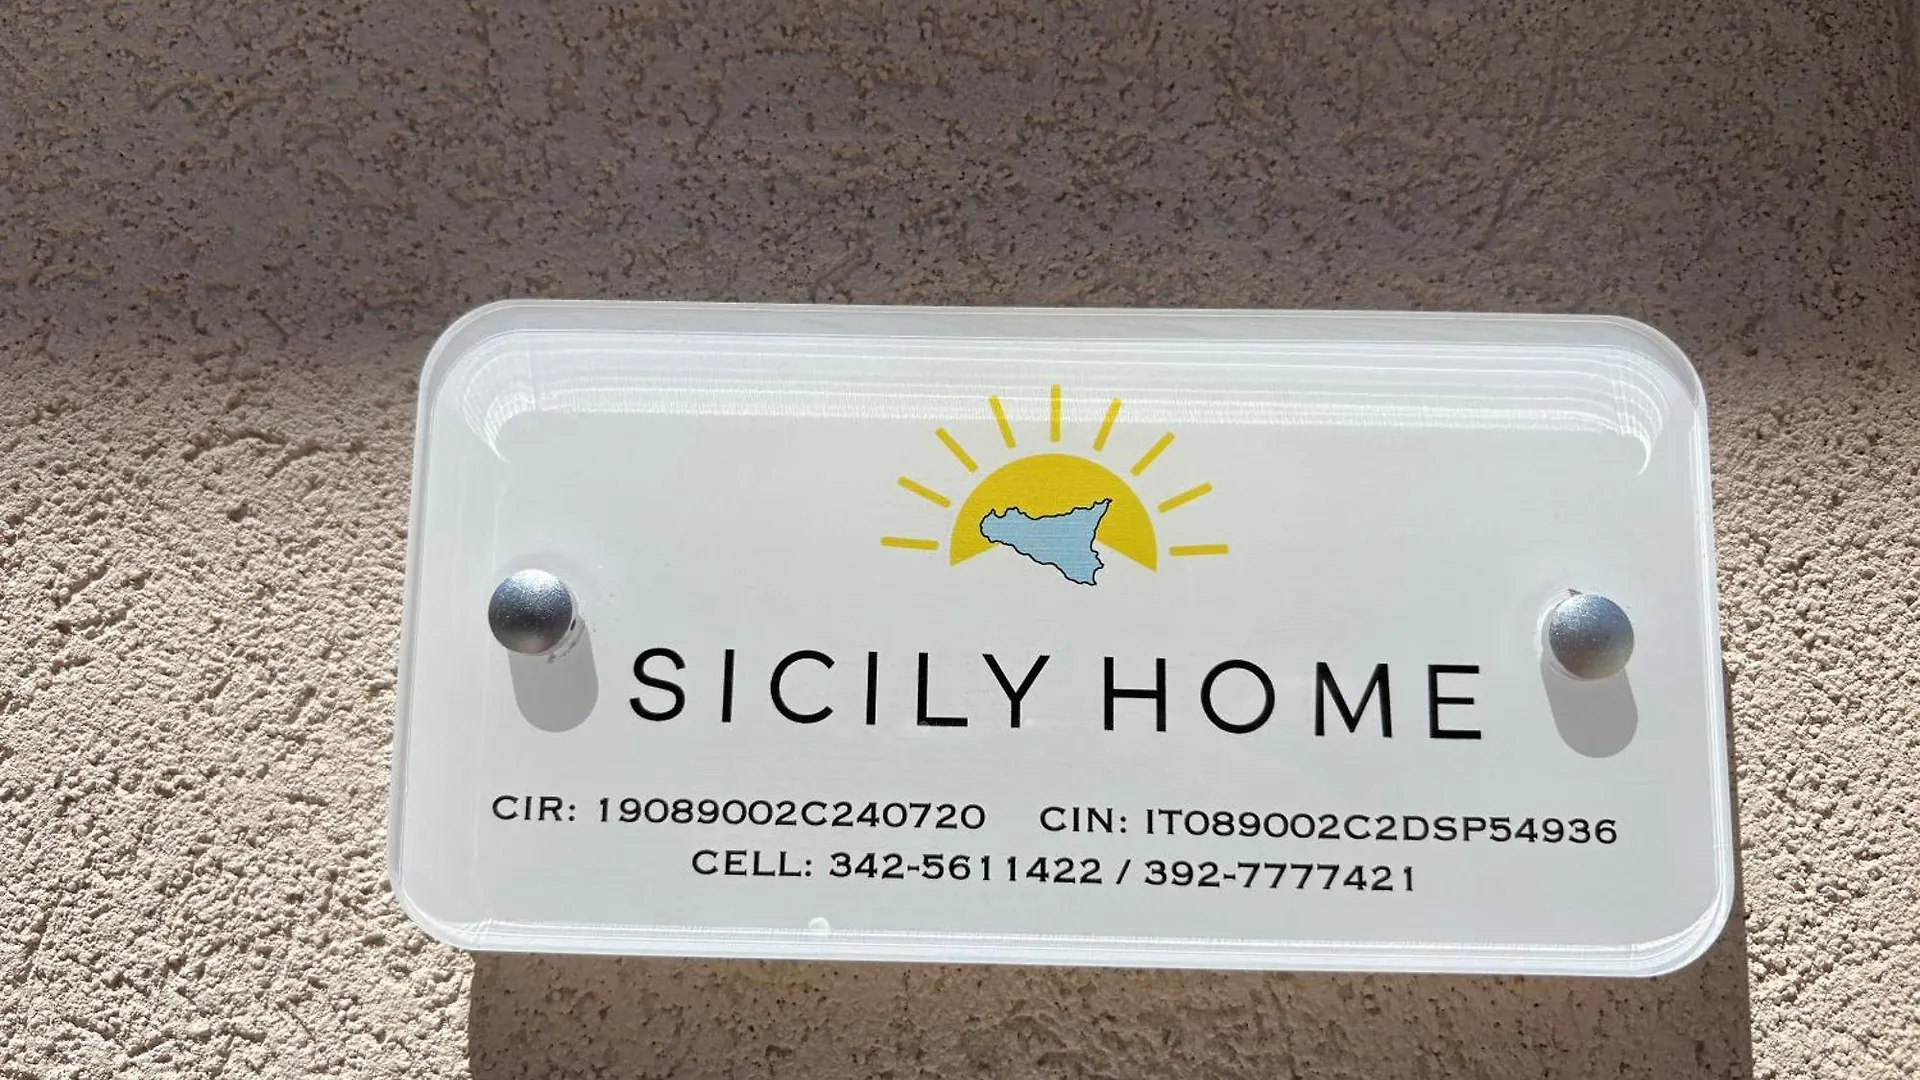 SICILY HOME
CIR: 19089002C240720 CIN: IT089002C2DSP54936
CELL: 342-5611422 / 392-7777421